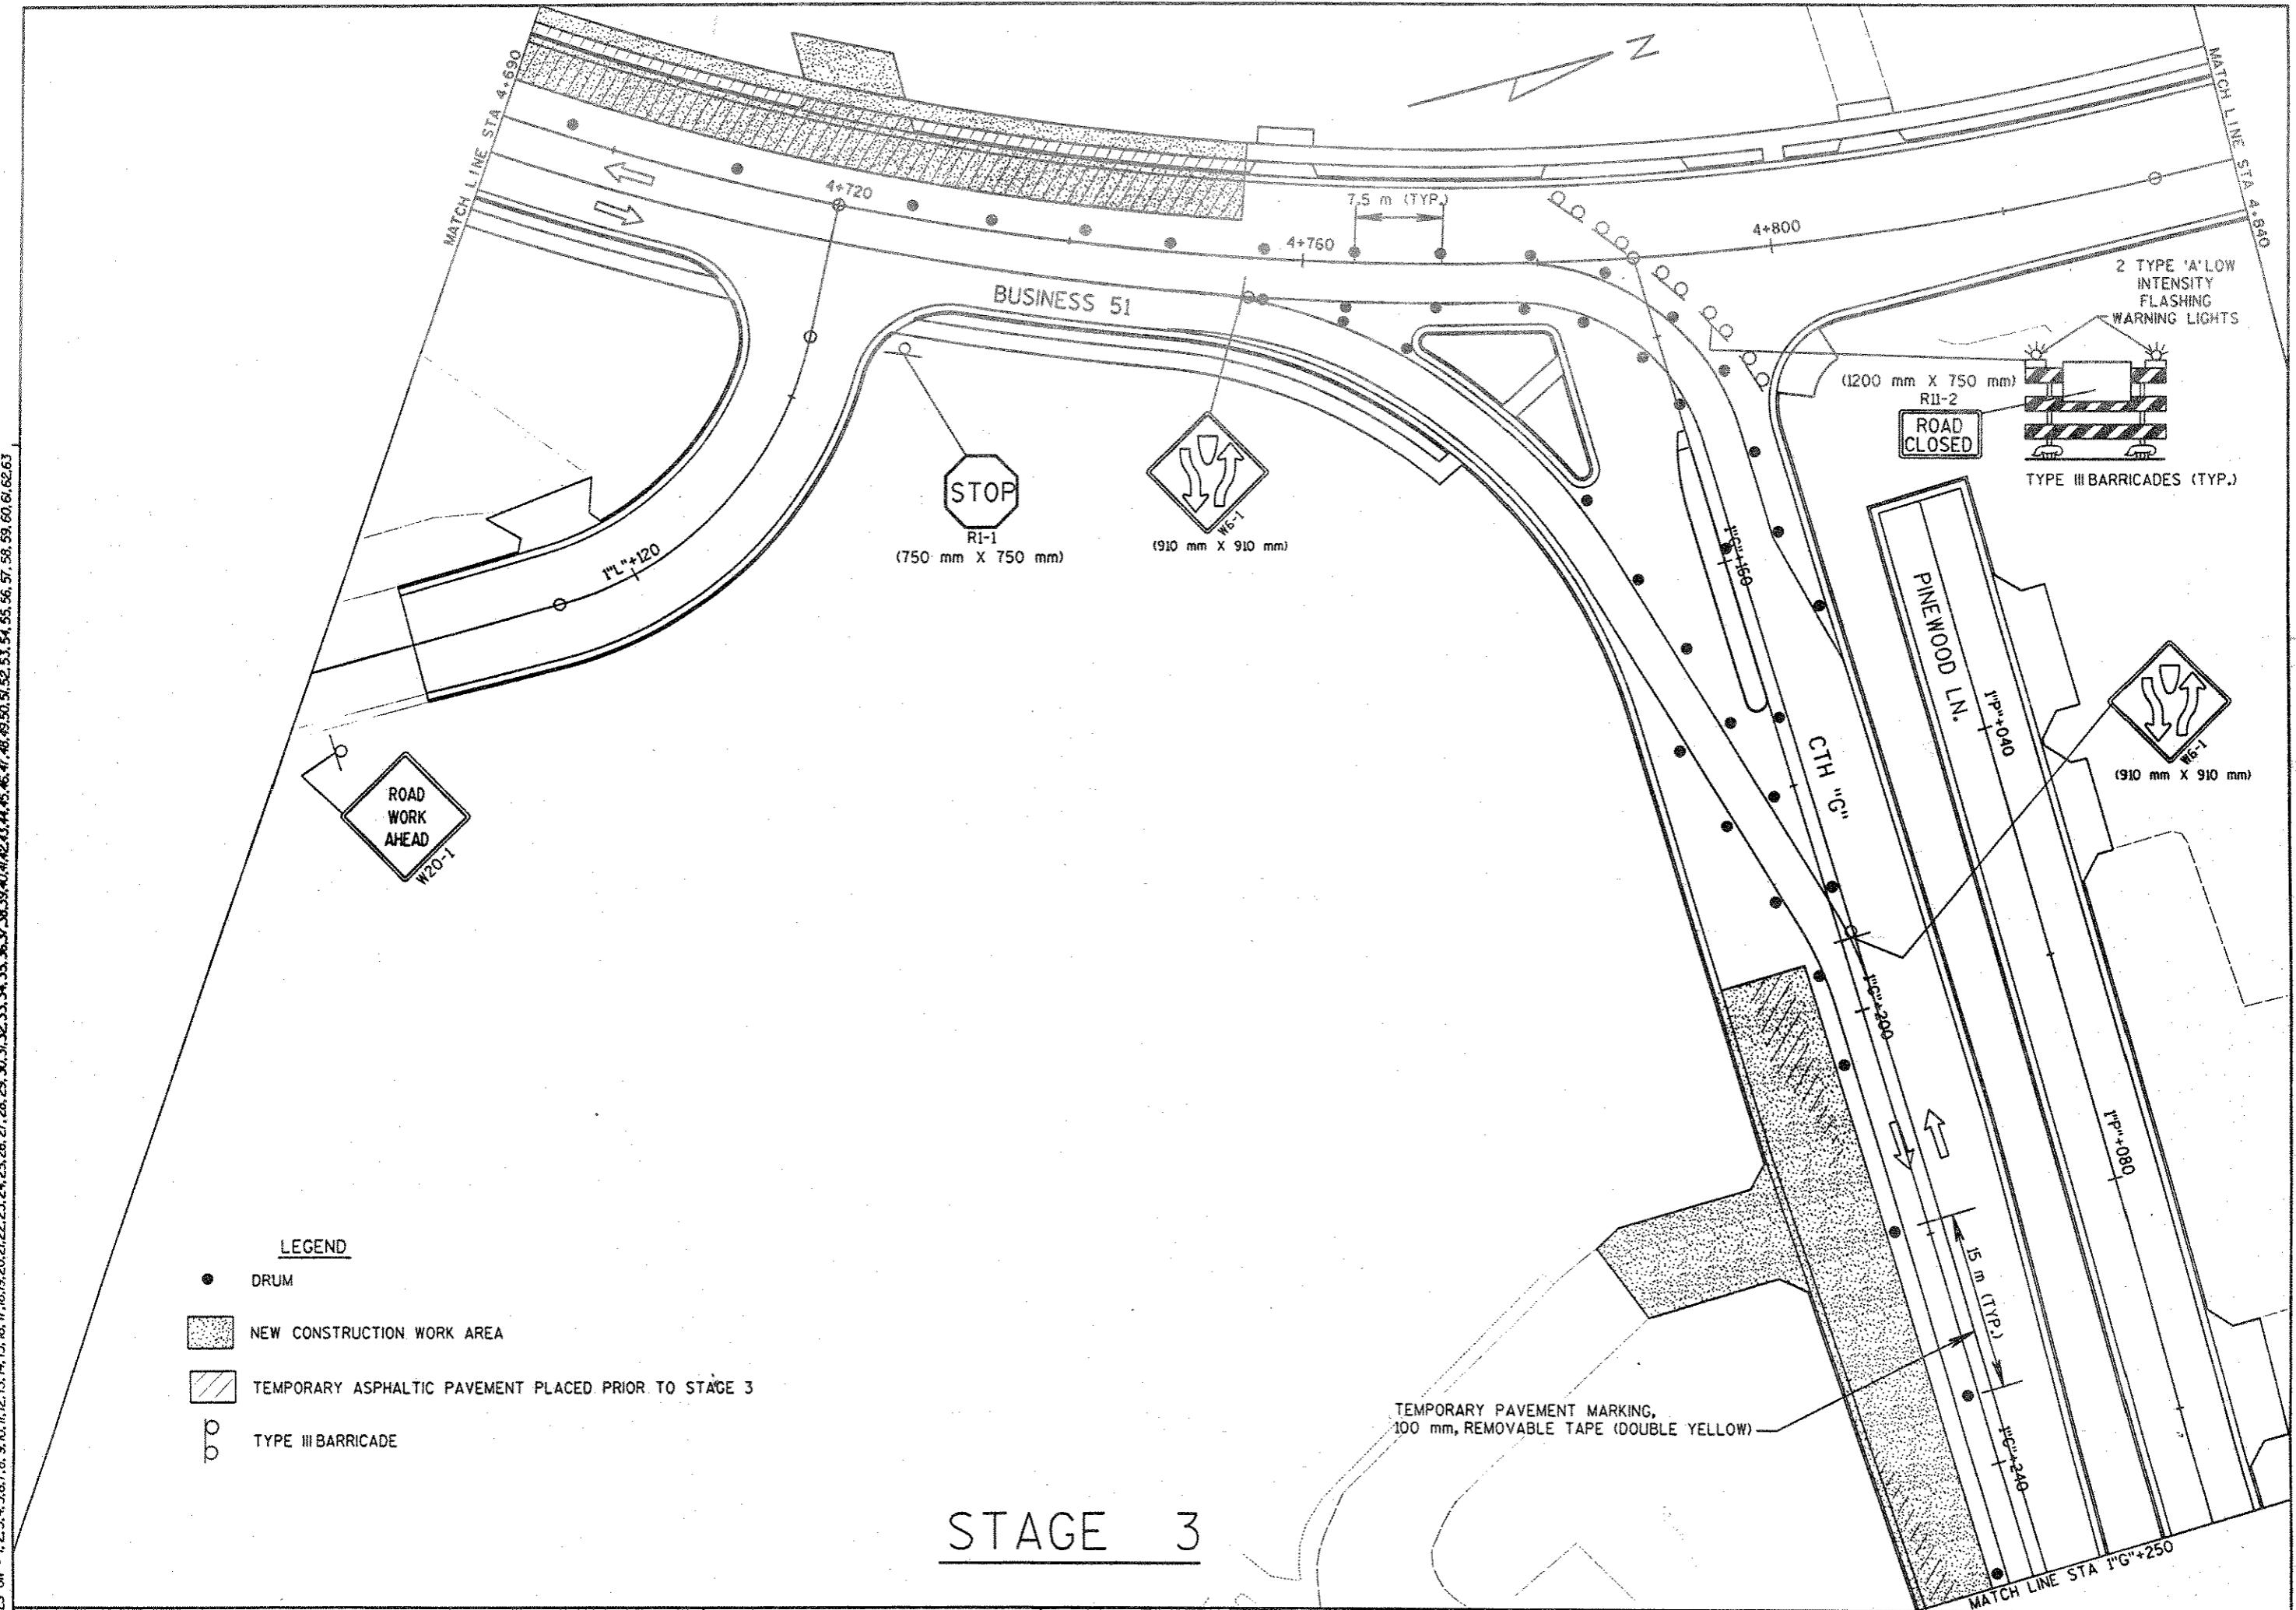 MATCH LINE STA 4+690
N
MATCH LINE STA 4+840
4+720
7.5 m (TYP.)
4+760
4+800
BUSINESS 51
2 TYPE 'A' LOW
INTENSITY
FLASHING
WARNING LIGHTS
(1200 mm X 750 mm)
R11-2
ROAD
CLOSED
TYPE III BARRICADES (TYP.)
STOP
R1-1
(750 mm X 750 mm)
W6-1
(910 mm X 910 mm)
1"L"+120
1"G"+160
PINEWOOD LN.
1"P"+040
CTH "G"
W6-1
(910 mm X 910 mm)
ROAD
WORK
AHEAD
W20-1
1"G"+200
1"P"+080
15 m (TYP.)
LEGEND
DRUM
NEW CONSTRUCTION WORK AREA
TEMPORARY ASPHALTIC PAVEMENT PLACED PRIOR TO STAGE 3
TYPE III BARRICADE
TEMPORARY PAVEMENT MARKING,
100 mm, REMOVABLE TAPE (DOUBLE YELLOW)
1"G"+240
STAGE 3
MATCH LINE STA 1"G"+250